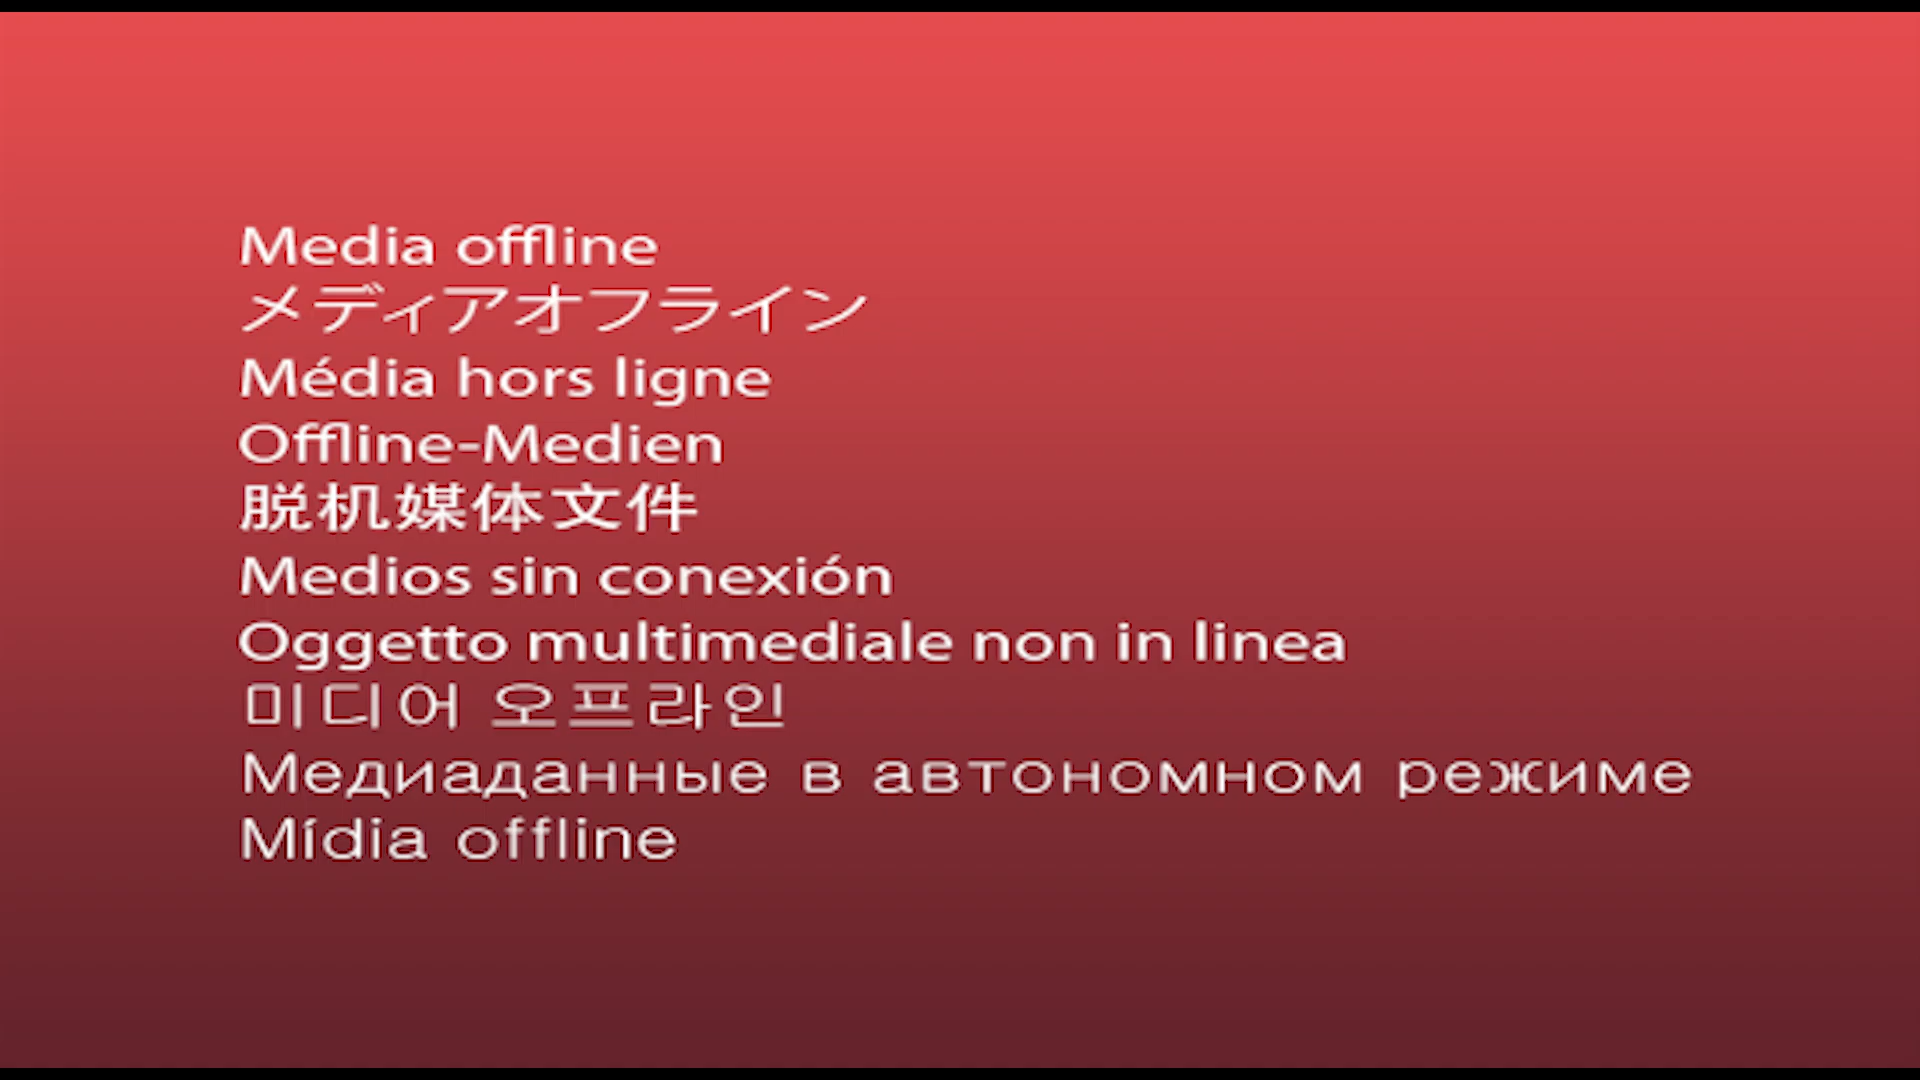 Media offline
メディアオフライン
Média hors ligne
Offline-Medien
脱机媒体文件
Medios sin conexión
Oggetto multimediale non in linea
미디어 오프라인
Медиаданные в автономном режиме
Mídia offline